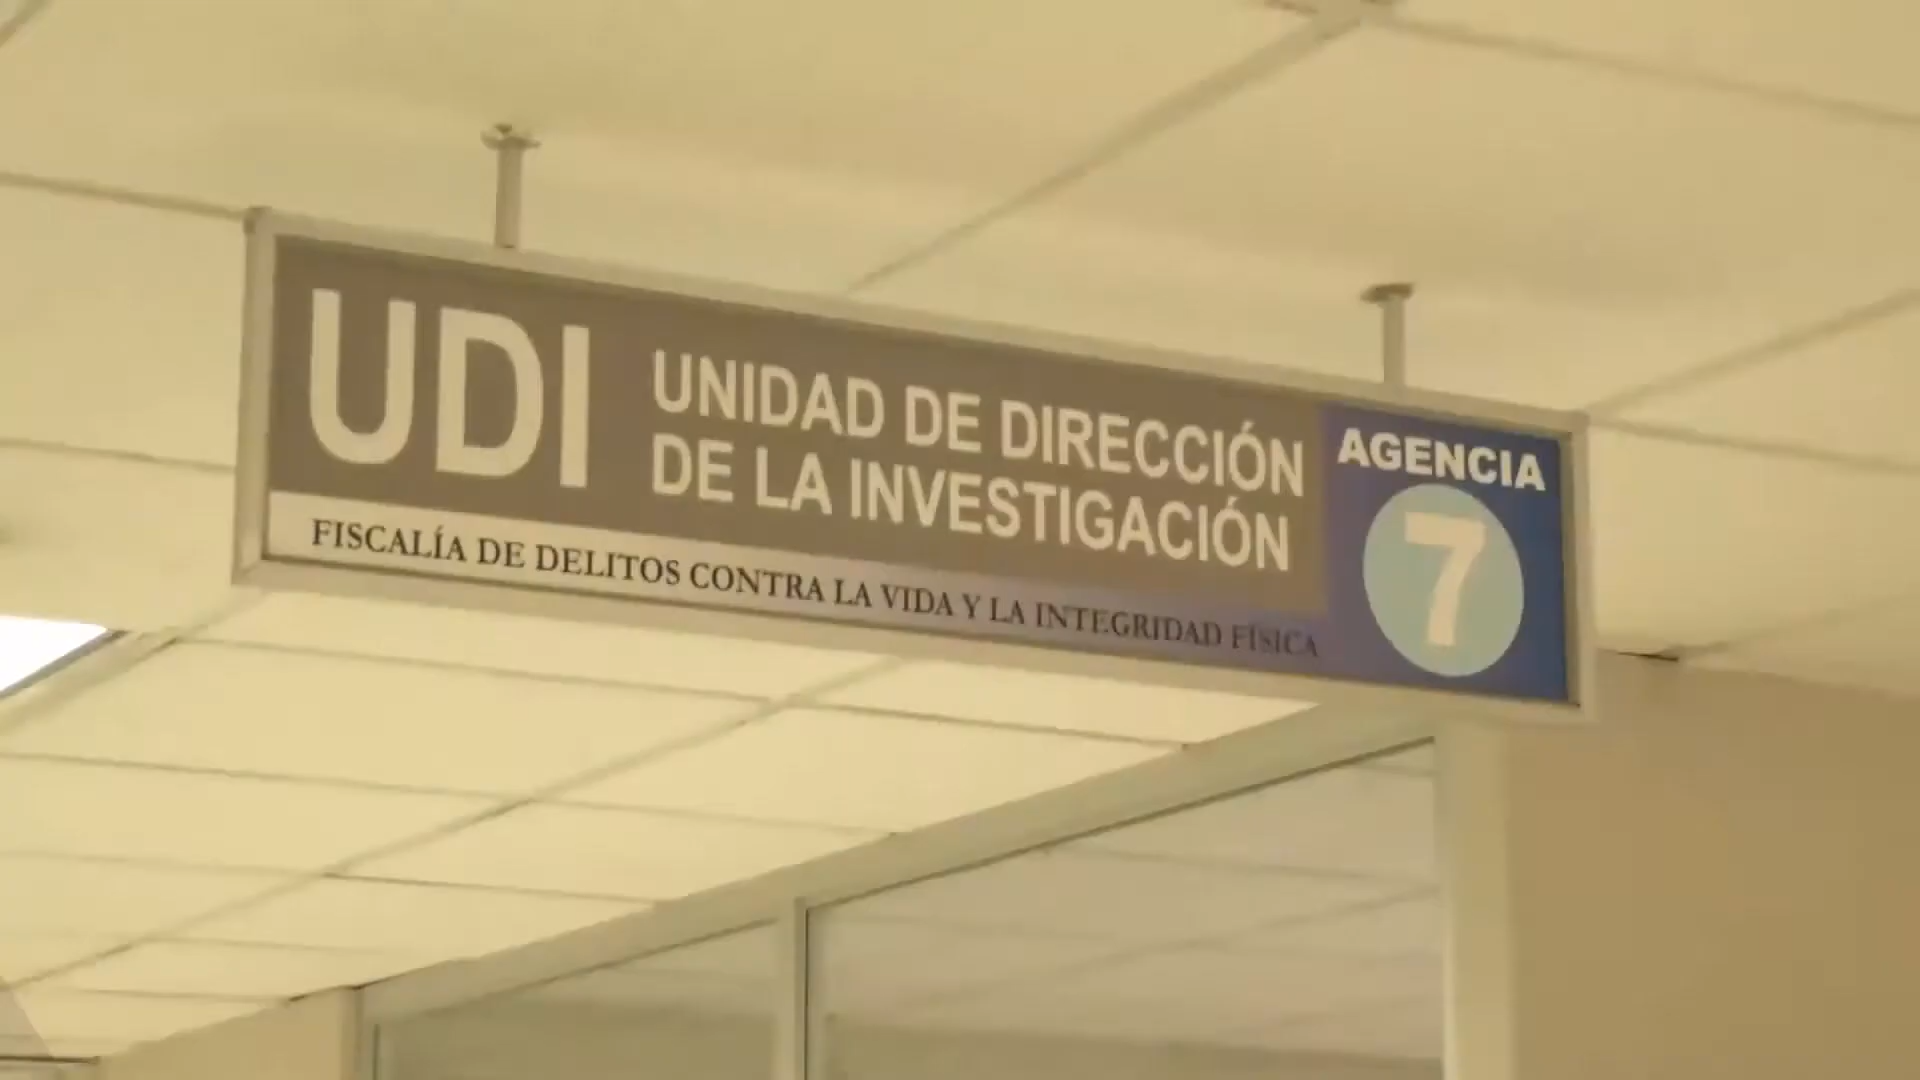 UDI
UNIDAD DE DIRECCIÓN
DE LA INVESTIGACIÓN
FISCALÍA DE DELITOS CONTRA LA VIDA Y LA INTEGRIDAD FÍSICA
AGENCIA
7